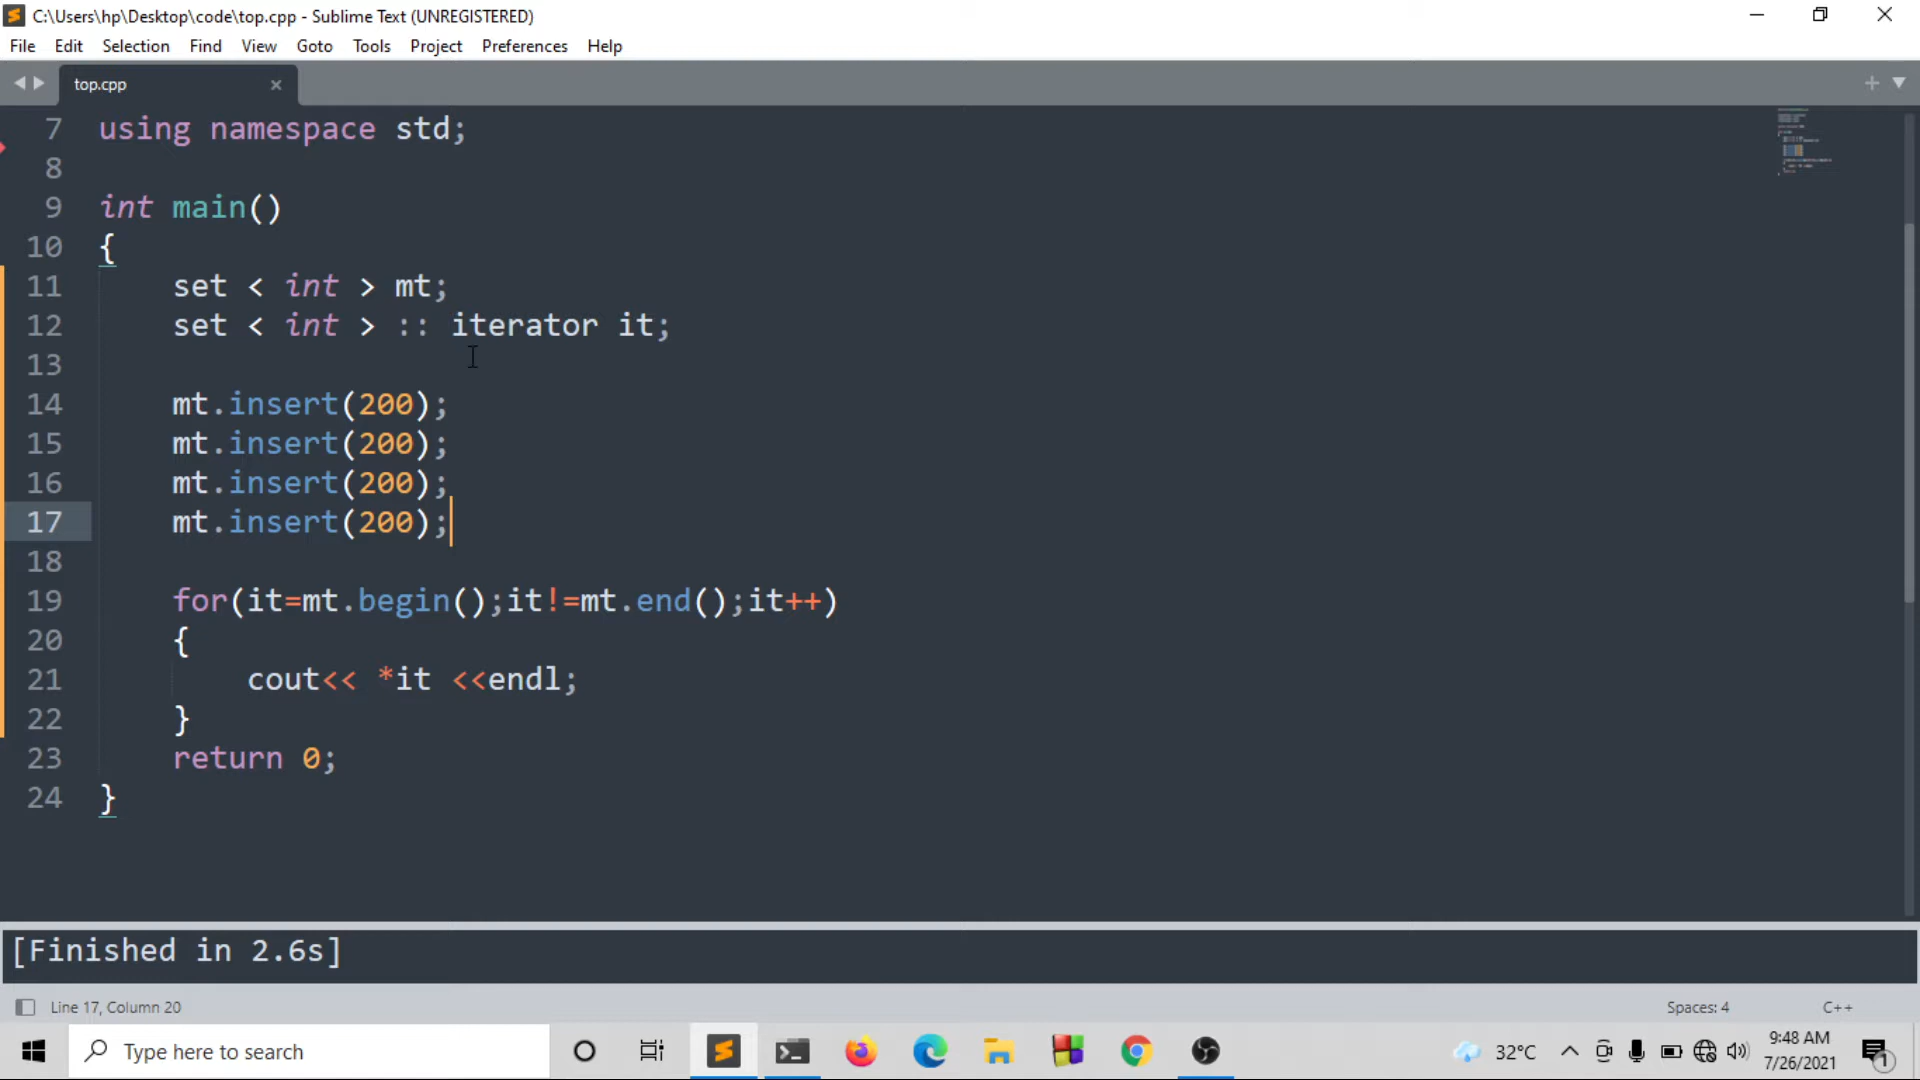 C:\Users\hp\Desktop\code\top.cpp - Sublime Text (UNREGISTERED)
File Edit Selection Find View Goto Tools Project Preferences Help
top.cpp
7 using namespace std;
8
9 int main()
10 {
11 set < int > mt;
12 set < int > :: iterator it;
13
14 mt.insert(200);
15 mt.insert(200);
16 mt.insert(200);
17 mt.insert(200);
18
19 for(it=mt.begin();it!=mt.end();it++)
20 {
21 cout<< *it <<endl;
22 }
23 return 0;
24 }
[Finished in 2.6s]
Line 17, Column 20 Spaces: 4 C++
Type here to search 32°C 9:48 AM
7/26/2021
1